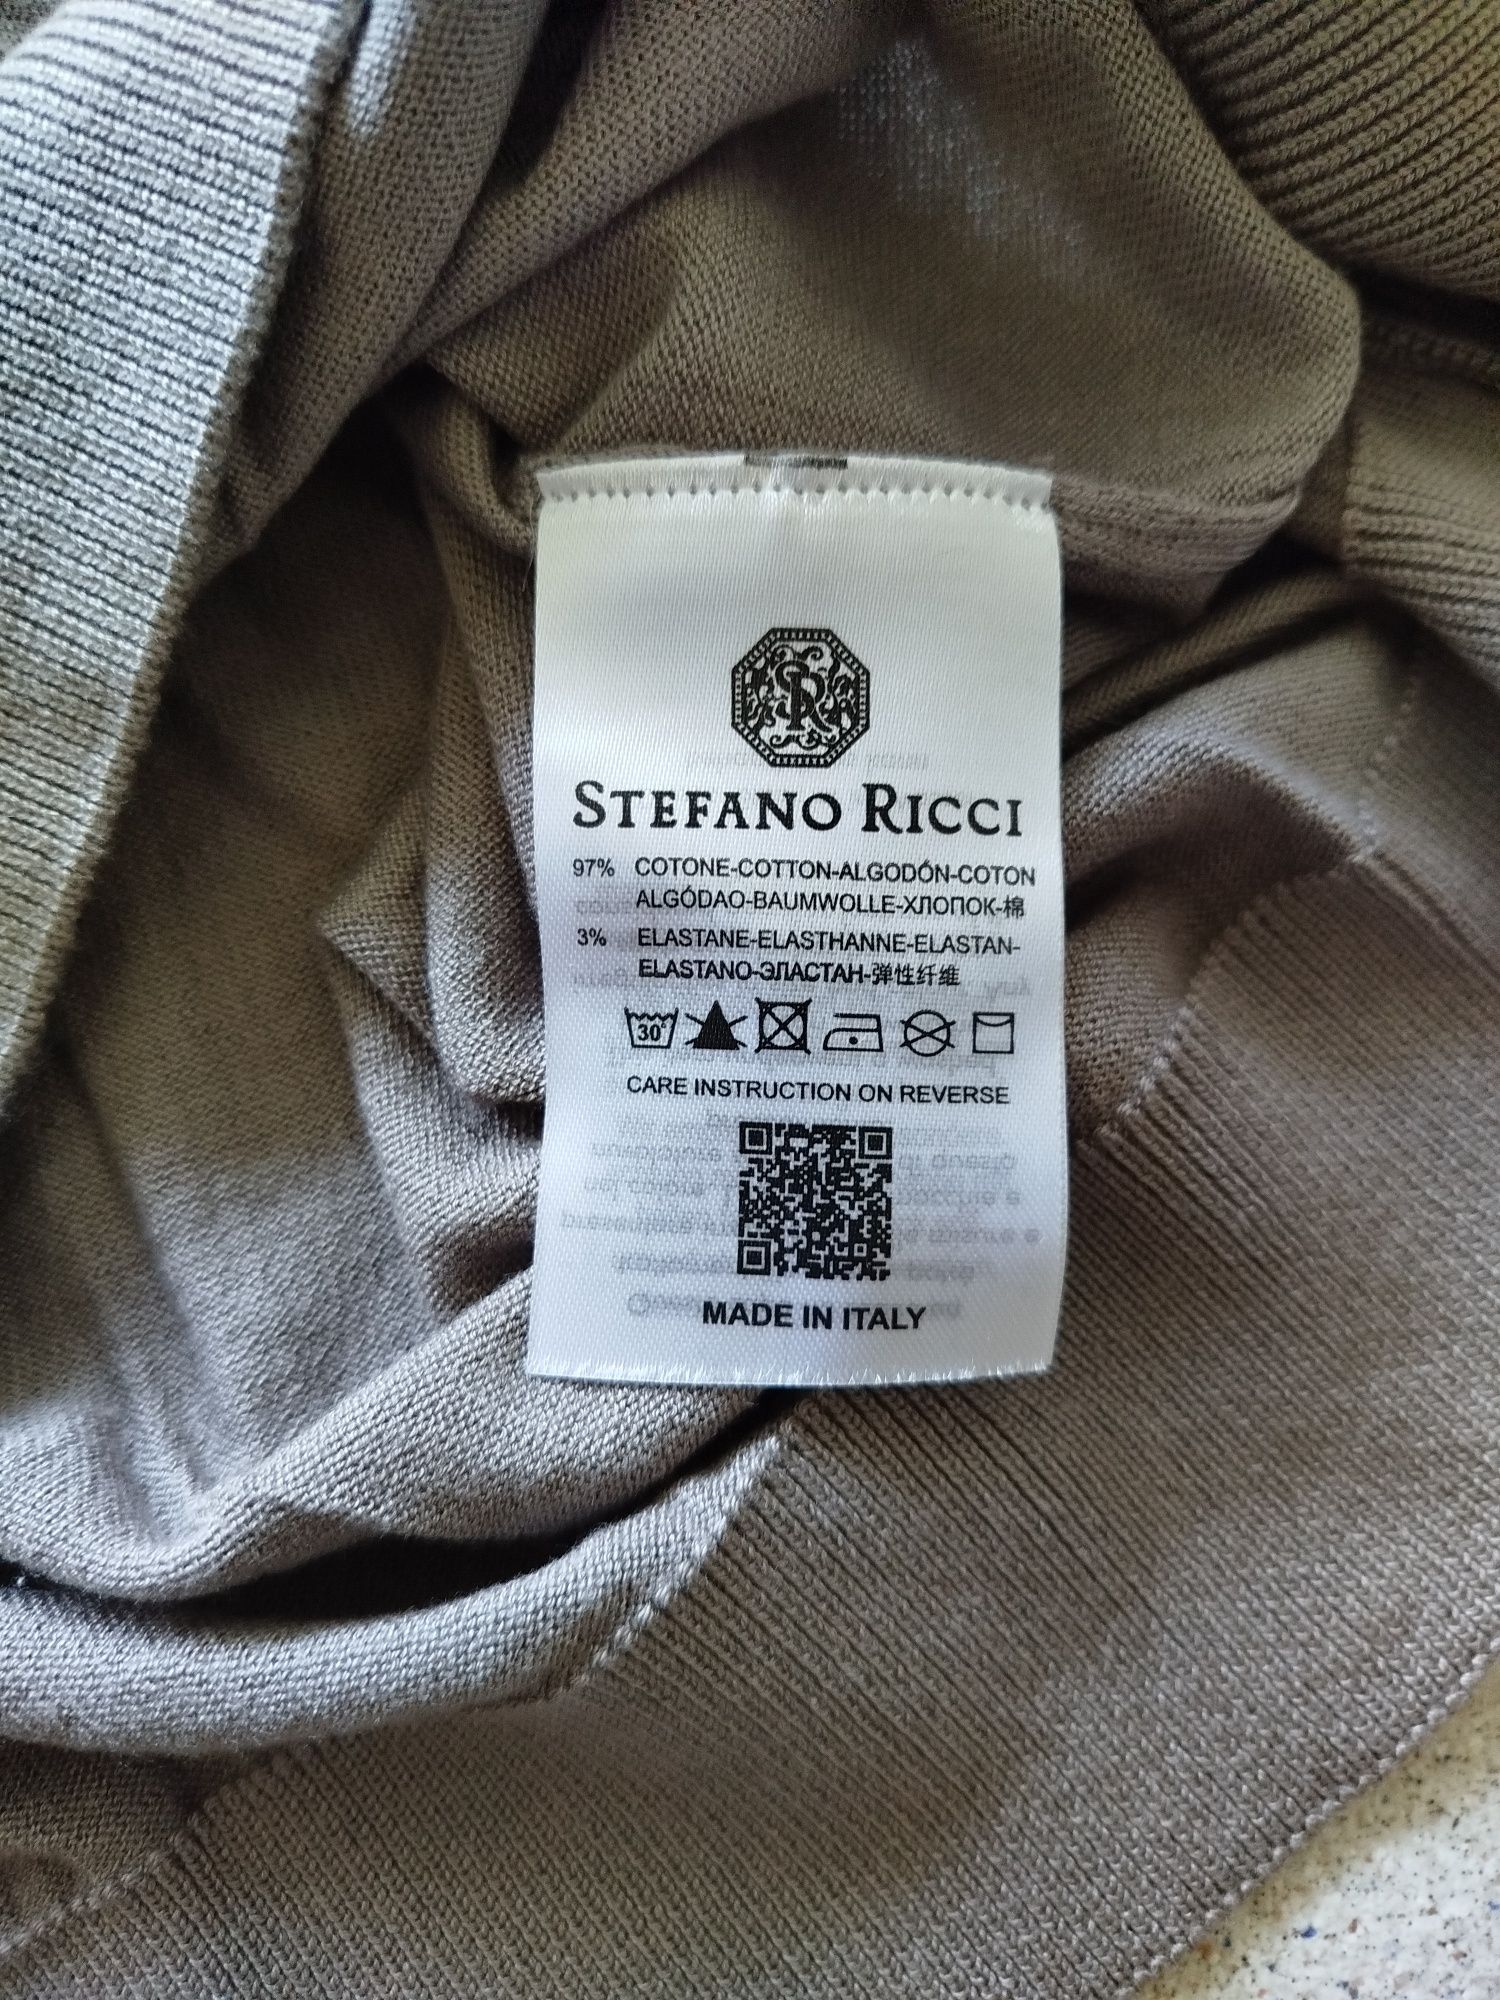 SR
STEFANO RICCI
97% COTONE-COTTON-ALGODÓN-COTON
ALGÓDAO-BAUMWOLLE-ХЛОПОК-棉
3% ELASTANE-ELASTHANNE-ELASTAN-
ELASTANO-ЭЛАСТАН-弹性纤维
30°
CARE INSTRUCTION ON REVERSE
MADE IN ITALY